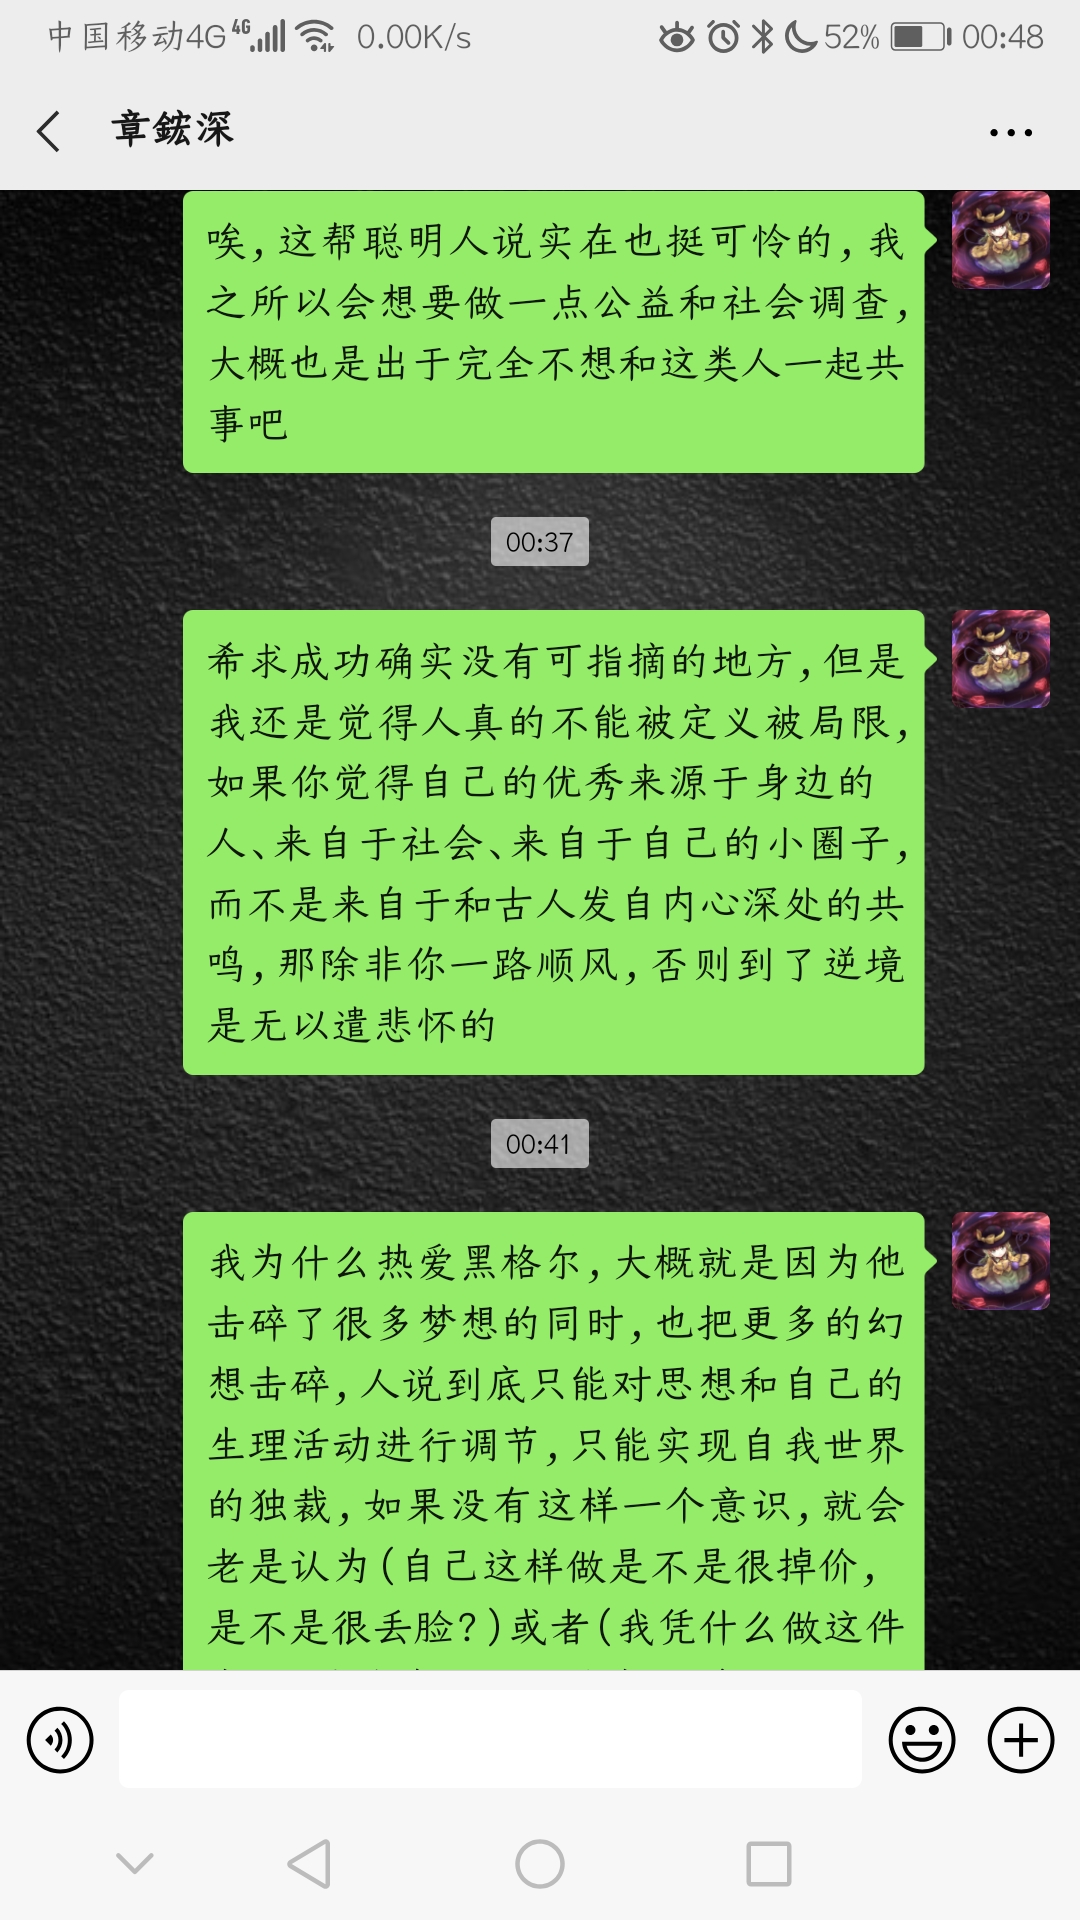 中国移动4G 4G 0.00K/s 52% 00:48
章鋐深
唉,这帮聪明人说实在也挺可怜的,我
之所以会想要做一点公益和社会调查,
大概也是出于完全不想和这类人一起共
事吧
00:37
希求成功确实没有可指摘的地方,但是
我还是觉得人真的不能被定义被局限,
如果你觉得自己的优秀来源于身边的
人、来自于社会、来自于自己的小圈子,
而不是来自于和古人发自内心深处的共
鸣,那除非你一路顺风,否则到了逆境
是无以遣悲怀的
00:41
我为什么热爱黑格尔,大概就是因为他
击碎了很多梦想的同时,也把更多的幻
想击碎,人说到底只能对思想和自己的
生理活动进行调节,只能实现自我世界
的独裁,如果没有这样一个意识,就会
老是认为(自己这样做是不是很掉价,
是不是很丢脸?)或者(我凭什么做这件